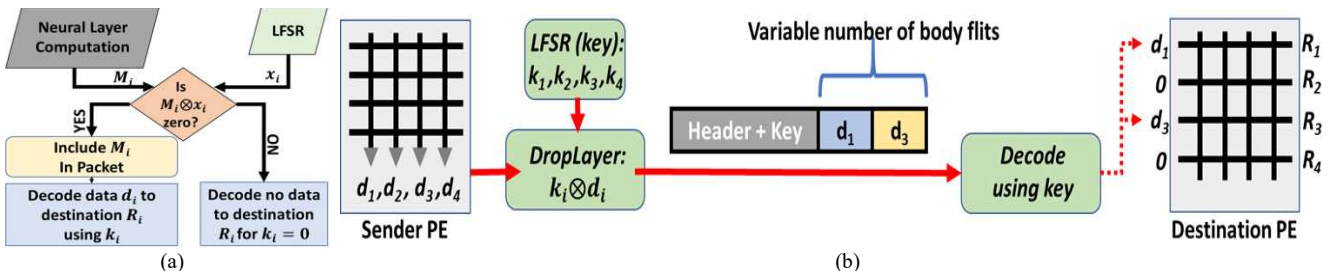 Neural Layer
Computation
LFSR
M_i
x_i
Is
M_i⊗x_i
zero?
YES
NO
Include M_i
In Packet
Decode data d_i to
destination R_i
using k_i
Decode no data
to destination
R_i for k_i = 0
(a)
d_1,d_2, d_3,d_4
Sender PE
LFSR (key):
k_1,k_2,k_3,k_4
DropLayer:
k_i⊗d_i
Variable number of body flits
Header + Key
d_1
d_3
Decode
using key
d_1
R_1
0
R_2
d_3
R_3
0
R_4
Destination PE
(b)